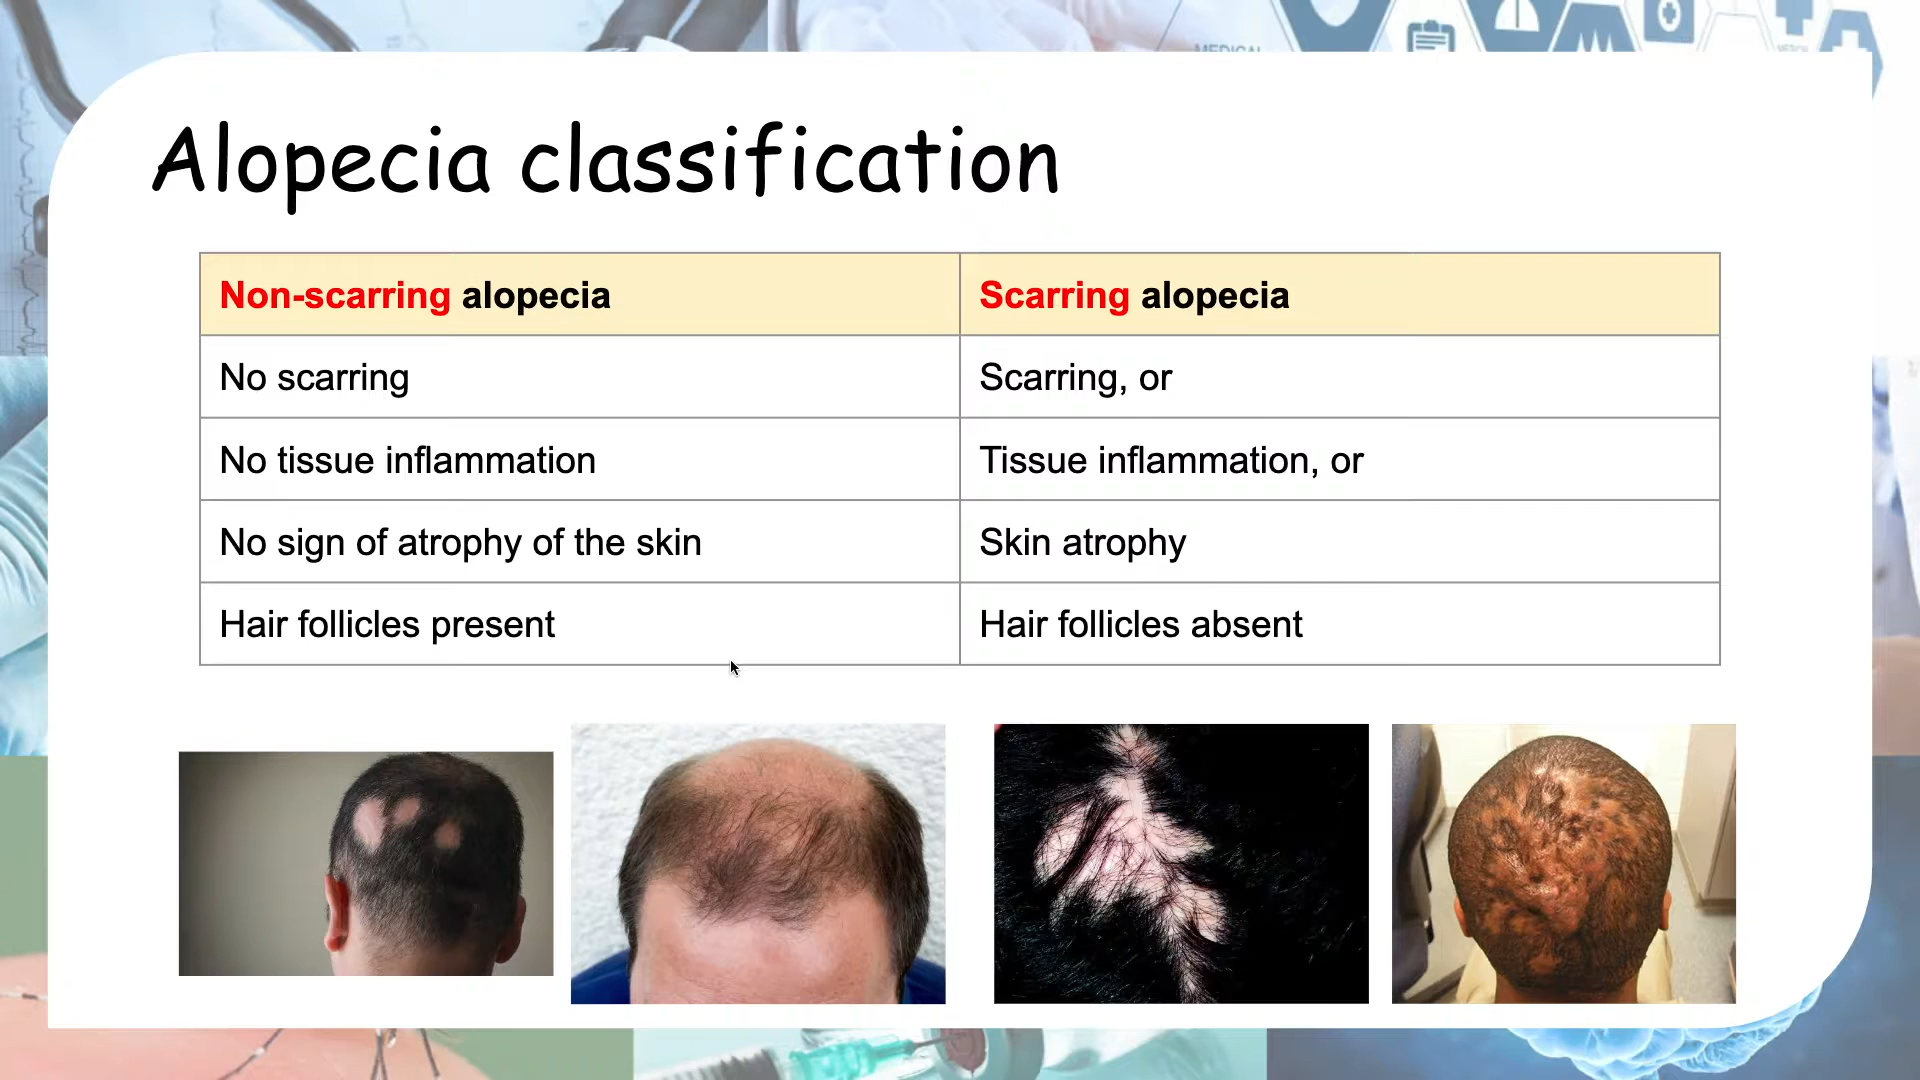 MEDICAL
Alopecia classification
Non-scarring alopecia
Scarring alopecia
No scarring
Scarring, or
No tissue inflammation
Tissue inflammation, or
No sign of atrophy of the skin
Skin atrophy
Hair follicles present
Hair follicles absent